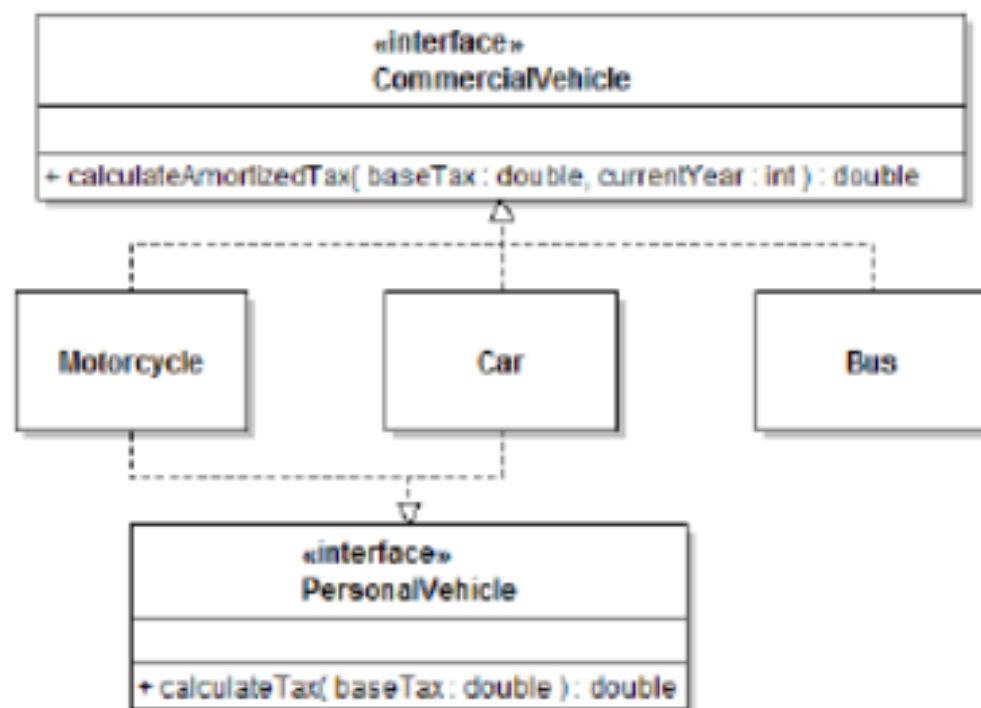 «interface»
CommercialVehicle
+ calculateAmortizedTax( baseTax : double, currentYear : int ) : double
Motorcycle
Car
Bus
«interface»
PersonalVehicle
+ calculateTax( baseTax : double ) : double